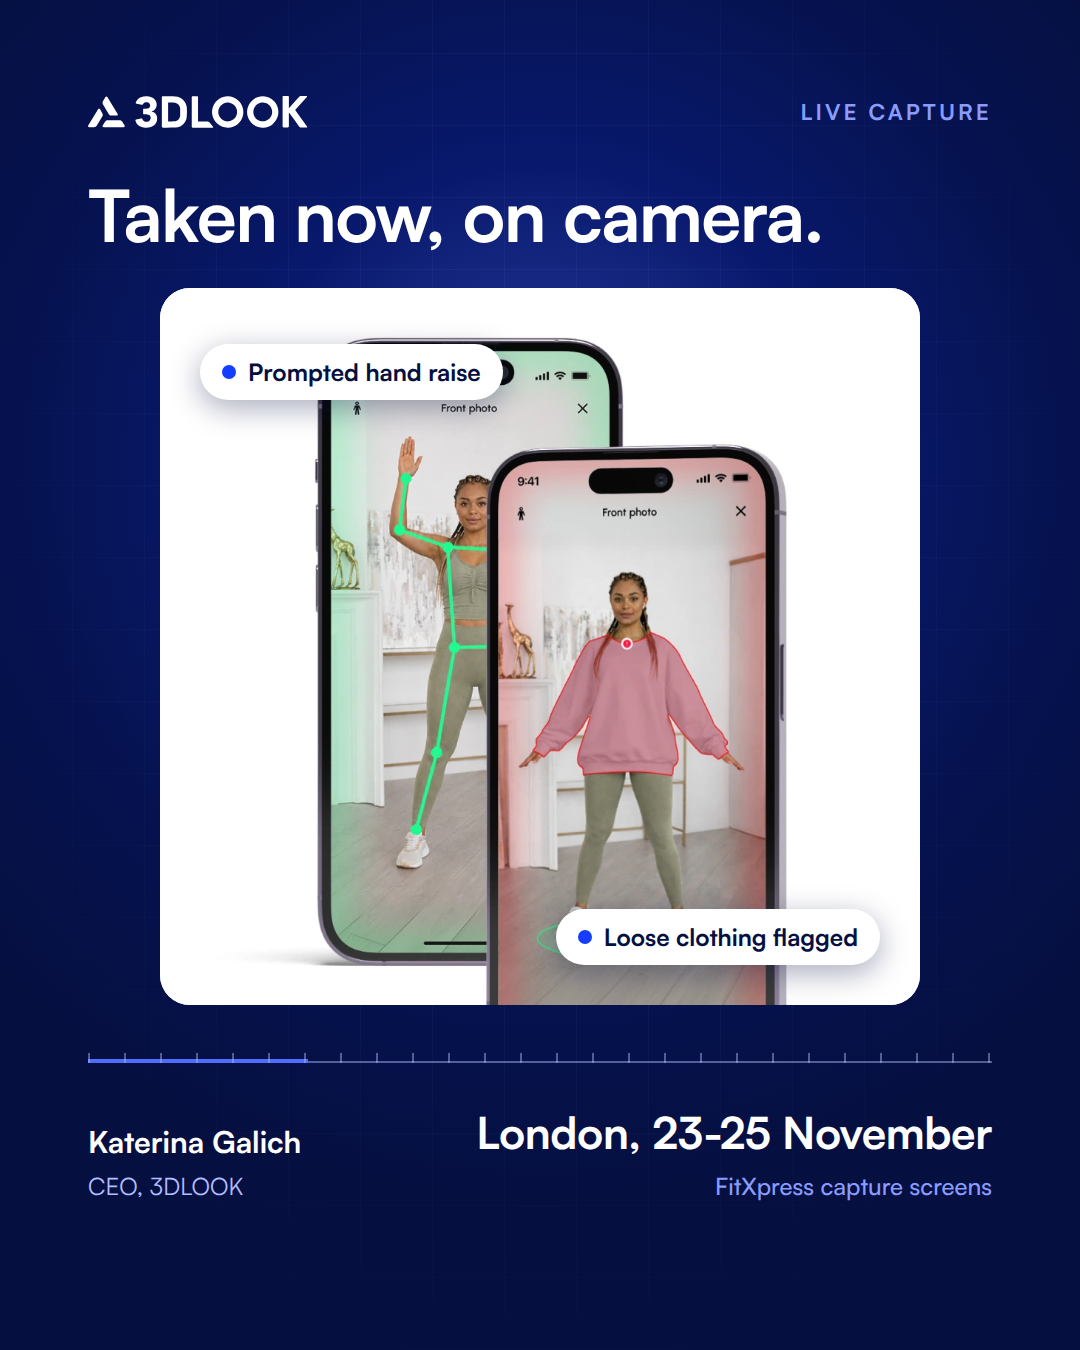 3DLOOK
LIVE CAPTURE
Taken now, on camera.
Prompted hand raise
Front photo
9:41
Front photo
Loose clothing flagged
Katerina Galich
CEO, 3DLOOK
London, 23-25 November
FitXpress capture screens